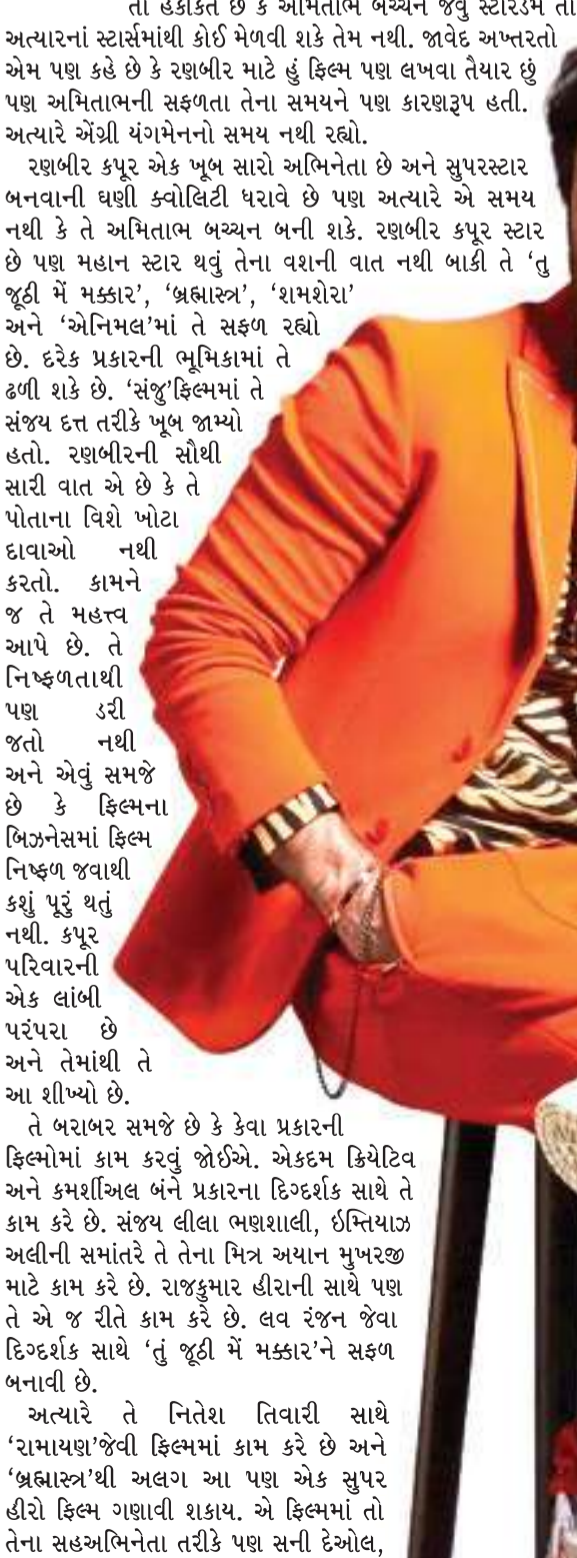 તો હકીકત છે કે અમિતાભ બચ્ચન જેવું સ્ટારડમ તો
અત્યારનાં સ્ટાર્સમાંથી કોઈ મેળવી શકે તેમ નથી. જાવેદ અખ્તરતો
એમ પણ કહે છે કે રણબીર માટે હું ફિલ્મ પણ લખવા તૈયાર છું
પણ અમિતાભની સફળતા તેના સમયને પણ કારણરૂપ હતી.
અત્યારે એંગ્રી યંગમેનનો સમય નથી રહ્યો.
રણબીર કપૂર એક ખૂબ સારો અભિનેતા છે અને સુપરસ્ટાર
બનવાની ઘણી ક્વોલિટી ધરાવે છે પણ અત્યારે એ સમય
નથી કે તે અમિતાભ બચ્ચન બની શકે. રણબીર કપૂર સ્ટાર
છે પણ મહાન સ્ટાર થવું તેના વશની વાત નથી બાકી તે ‘તુ
જૂઠી મેં મક્કાર’, ‘બ્રહ્માસ્ત્ર’, ‘શમશેરા’
અને ‘એનિમલ’માં તે સફળ રહ્યો
છે. દરેક પ્રકારની ભૂમિકામાં તે
ઢળી શકે છે. ‘સંજુ’ફિલ્મમાં તે
સંજય દત્ત તરીકે ખૂબ જામ્યો
હતો. રણબીરની સૌથી
સારી વાત એ છે કે તે
પોતાના વિશે ખોટા
દાવાઓ નથી
કરતો. કામને
જ તે મહત્ત્વ
આપે છે. તે
નિષ્ફળતાથી
પણ ડરી
જતો નથી
અને એવું સમજે
છે કે ફિલ્મના
બિઝનેસમાં ફિલ્મ
નિષ્ફળ જવાથી
કશું પૂરું થતું
નથી. કપૂર
પરિવારની
એક લાંબી
પરંપરા છે
અને તેમાંથી તે
આ શીખ્યો છે.
તે બરાબર સમજે છે કે કેવા પ્રકારની
ફિલ્મોમાં કામ કરવું જોઈએ. એકદમ ક્રિયેટિવ
અને કમર્શીઅલ બંને પ્રકારના દિગ્દર્શક સાથે તે
કામ કરે છે. સંજય લીલા ભણશાલી, ઇમ્તિયાઝ
અલીની સમાંતરે તે તેના મિત્ર અયાન મુખરજી
માટે કામ કરે છે. રાજકુમાર હીરાની સાથે પણ
તે એ જ રીતે કામ કરે છે. લવ રંજન જેવા
દિગ્દર્શક સાથે ‘તું જૂઠી મેં મક્કાર’ને સફળ
બનાવી છે.
અત્યારે તે નિતેશ તિવારી સાથે
‘રામાયણ’જેવી ફિલ્મમાં કામ કરે છે અને
‘બ્રહ્માસ્ત્ર’થી અલગ આ પણ એક સુપર
હીરો ફિલ્મ ગણાવી શકાય. એ ફિલ્મમાં તો
તેના સહઅભિનેતા તરીકે પણ સની દેઓલ,